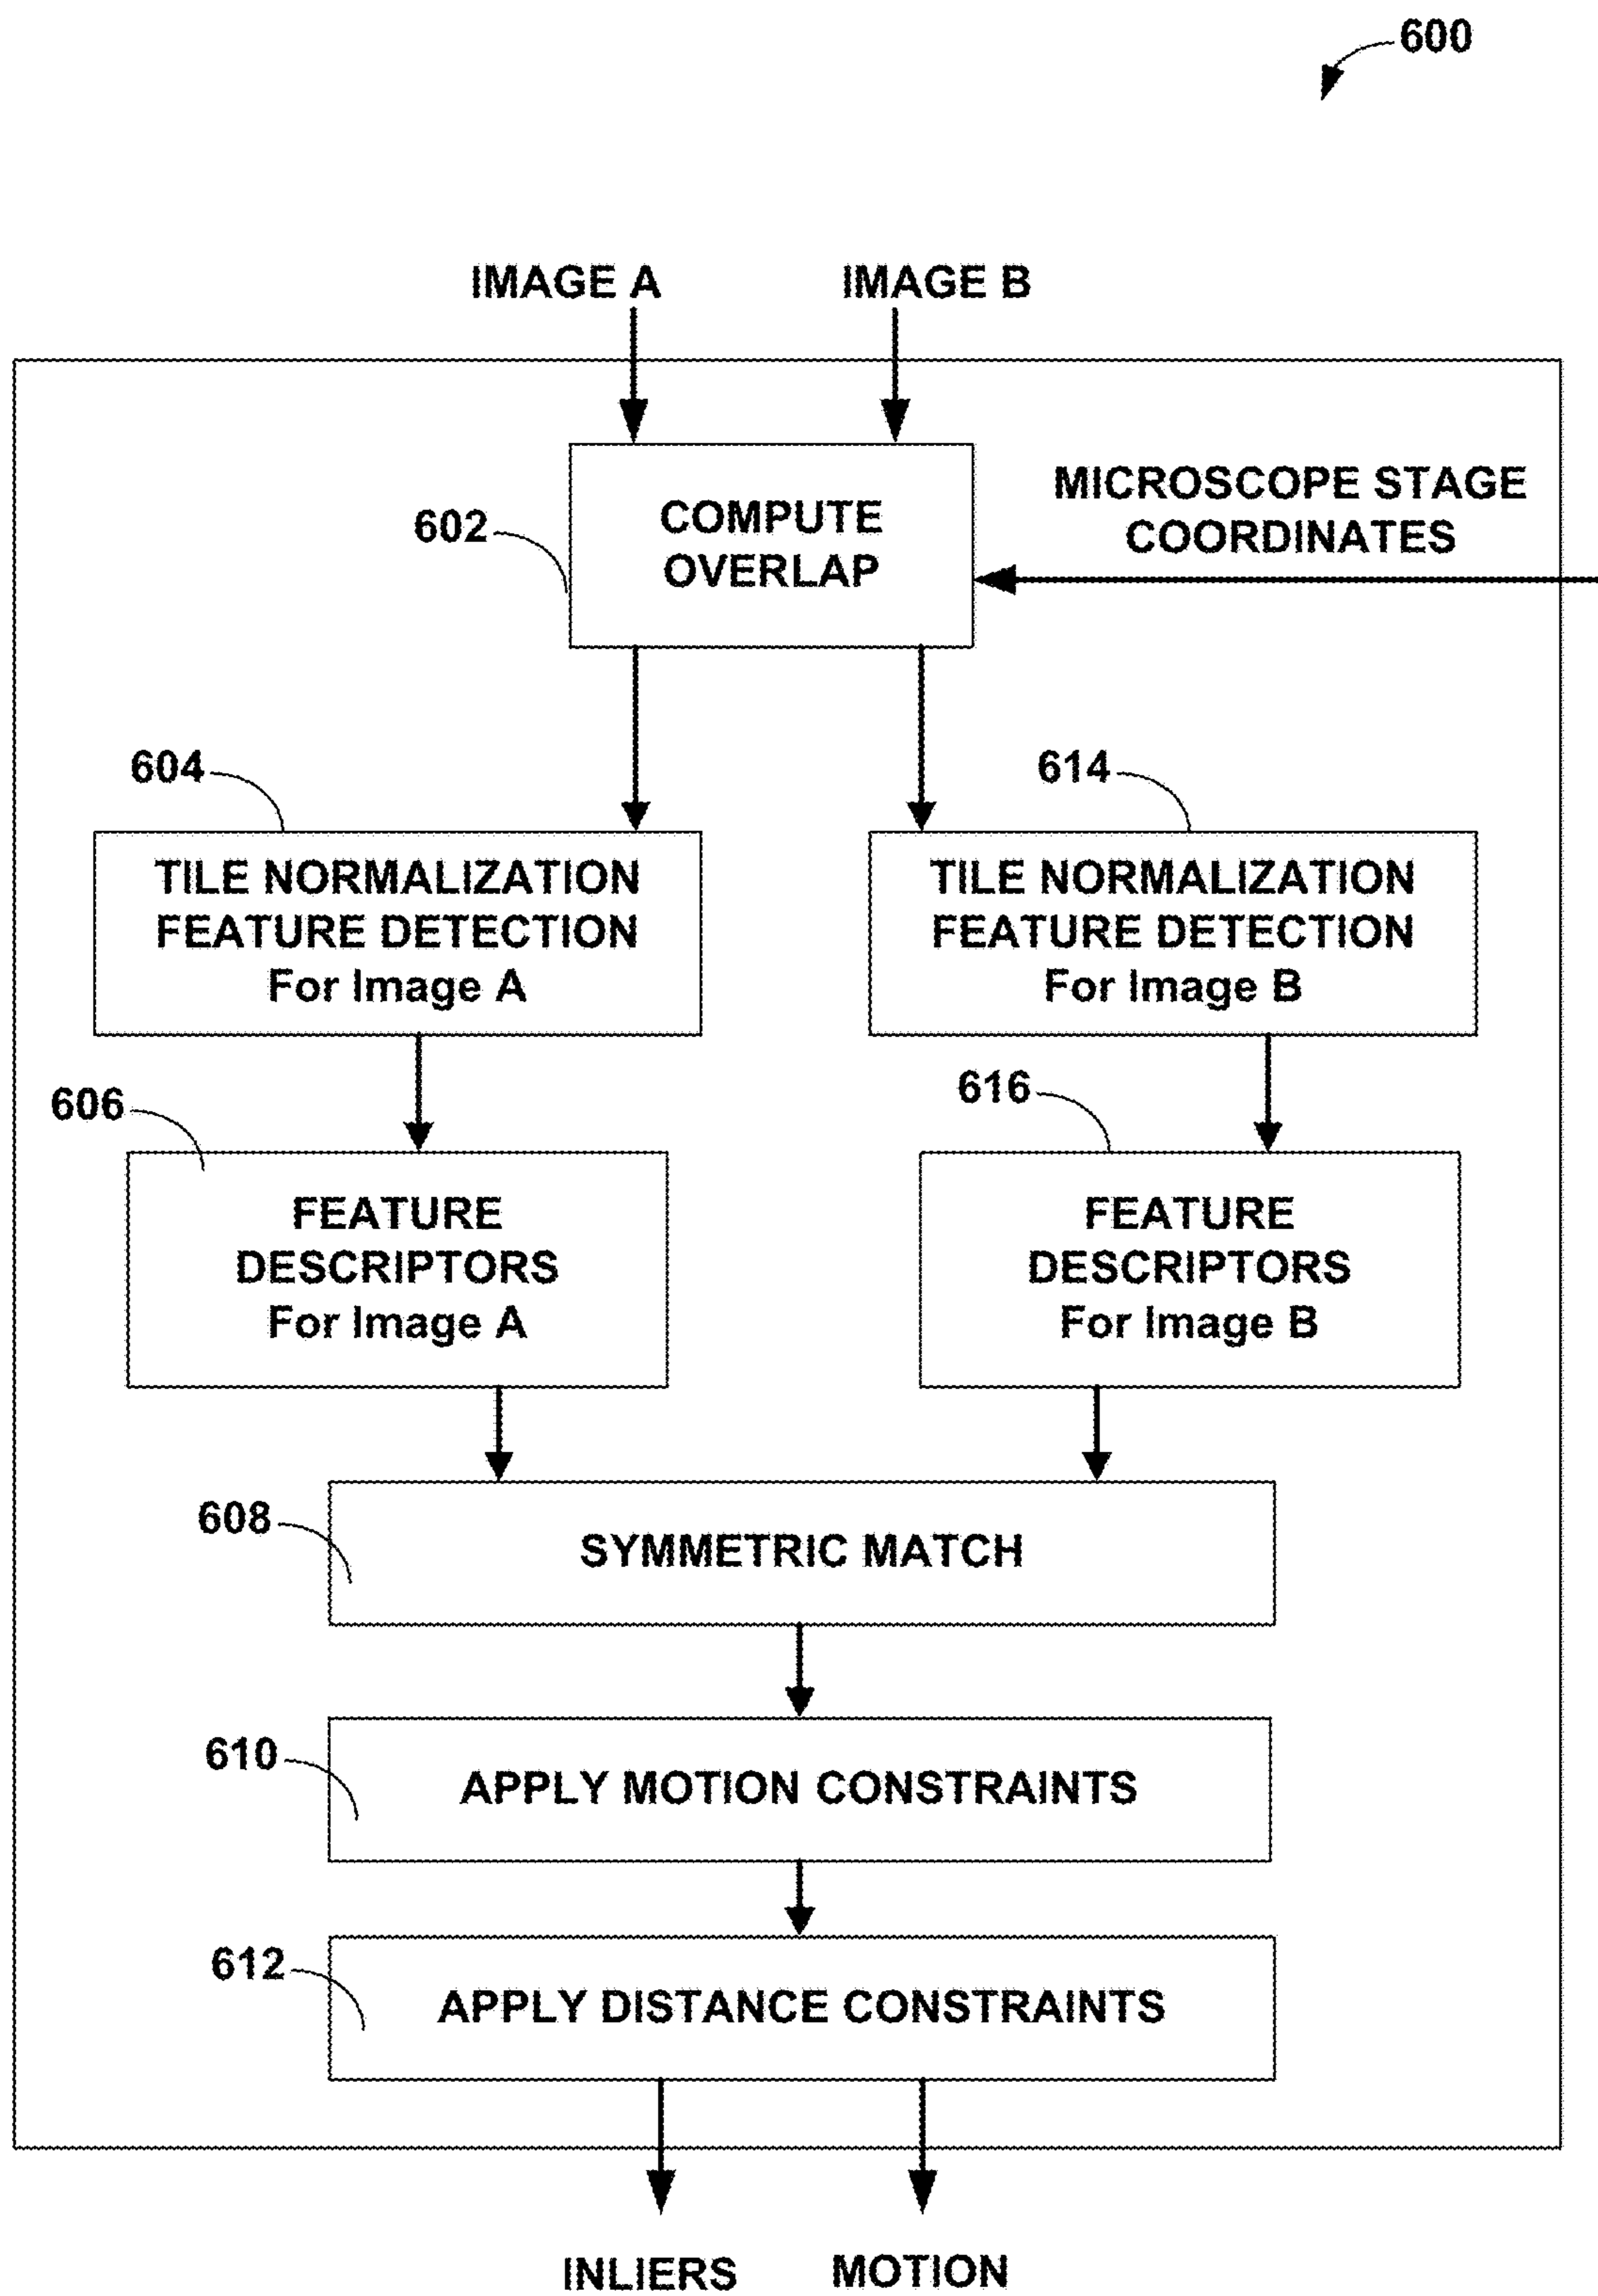 600
IMAGE A
IMAGE B
MICROSCOPE STAGE
COORDINATES
602
COMPUTE
OVERLAP
604
614
TILE NORMALIZATION
FEATURE DETECTION
For Image A
TILE NORMALIZATION
FEATURE DETECTION
For Image B
606
616
FEATURE
DESCRIPTORS
For Image A
FEATURE
DESCRIPTORS
For Image B
608
SYMMETRIC MATCH
610
APPLY MOTION CONSTRAINTS
612
APPLY DISTANCE CONSTRAINTS
INLIERS
MOTION